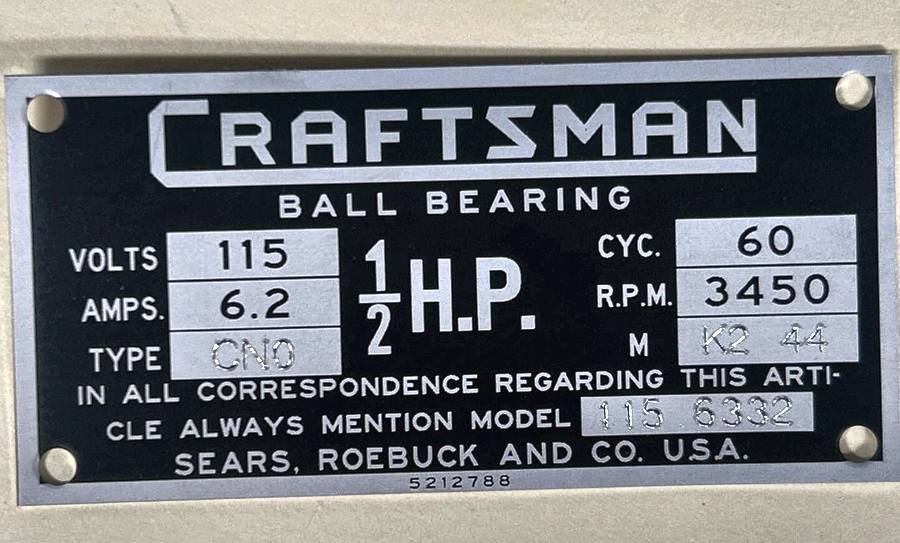 CRAFTSMAN
BALL BEARING
VOLTS 115
AMPS. 6.2
TYPE CNO
1/2 H.P.
CYC. 60
R.P.M. 3450
M K2 44
IN ALL CORRESPONDENCE REGARDING THIS ARTI-
CLE ALWAYS MENTION MODEL 115.6332
SEARS, ROEBUCK AND CO. U.S.A.
5212788